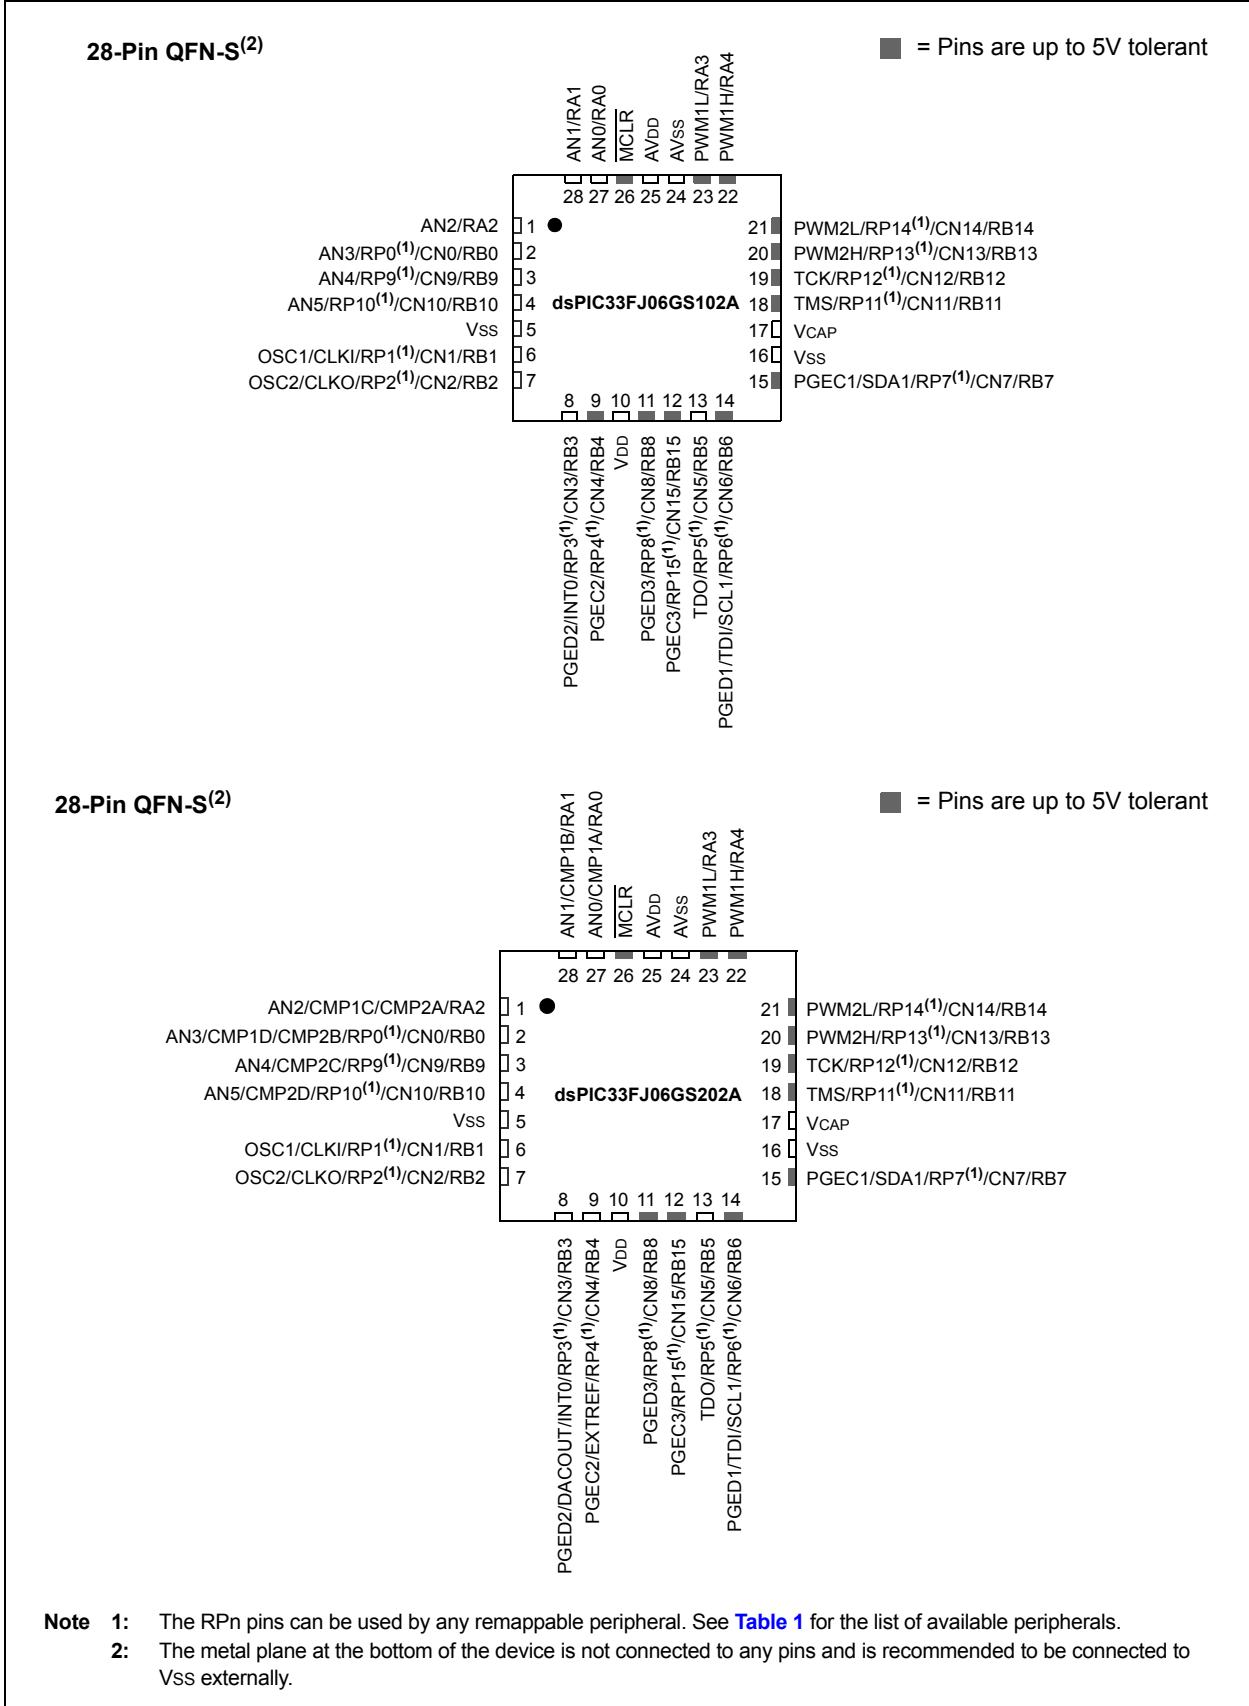 28-Pin QFN-S(2)
= Pins are up to 5V tolerant
AN1/RA1
AN0/RA0
MCLR
AVDD
AVSS
PWM1L/RA3
PWM1H/RA4
28 27 26 25 24 23 22
AN2/RA2 1
AN3/RP0(1)/CN0/RB0 2
AN4/RP9(1)/CN9/RB9 3
AN5/RP10(1)/CN10/RB10 4
VSS 5
OSC1/CLKI/RP1(1)/CN1/RB1 6
OSC2/CLKO/RP2(1)/CN2/RB2 7
dsPIC33FJ06GS102A
21 PWM2L/RP14(1)/CN14/RB14
20 PWM2H/RP13(1)/CN13/RB13
19 TCK/RP12(1)/CN12/RB12
18 TMS/RP11(1)/CN11/RB11
17 VCAP
16 VSS
15 PGEC1/SDA1/RP7(1)/CN7/RB7
8 9 10 11 12 13 14
PGED2/INT0/RP3(1)/CN3/RB3
PGEC2/RP4(1)/CN4/RB4
VDD
PGED3/RP8(1)/CN8/RB8
PGEC3/RP15(1)/CN15/RB15
TDO/RP5(1)/CN5/RB5
PGED1/TDI/SCL1/RP6(1)/CN6/RB6
28-Pin QFN-S(2)
= Pins are up to 5V tolerant
AN1/CMP1B/RA1
AN0/CMP1A/RA0
MCLR
AVDD
AVSS
PWM1L/RA3
PWM1H/RA4
28 27 26 25 24 23 22
AN2/CMP1C/CMP2A/RA2 1
AN3/CMP1D/CMP2B/RP0(1)/CN0/RB0 2
AN4/CMP2C/RP9(1)/CN9/RB9 3
AN5/CMP2D/RP10(1)/CN10/RB10 4
VSS 5
OSC1/CLKI/RP1(1)/CN1/RB1 6
OSC2/CLKO/RP2(1)/CN2/RB2 7
dsPIC33FJ06GS202A
21 PWM2L/RP14(1)/CN14/RB14
20 PWM2H/RP13(1)/CN13/RB13
19 TCK/RP12(1)/CN12/RB12
18 TMS/RP11(1)/CN11/RB11
17 VCAP
16 VSS
15 PGEC1/SDA1/RP7(1)/CN7/RB7
8 9 10 11 12 13 14
PGED2/DACOUT/INT0/RP3(1)/CN3/RB3
PGEC2/EXTREF/RP4(1)/CN4/RB4
VDD
PGED3/RP8(1)/CN8/RB8
PGEC3/RP15(1)/CN15/RB15
TDO/RP5(1)/CN5/RB5
PGED1/TDI/SCL1/RP6(1)/CN6/RB6
Note 1: The RPn pins can be used by any remappable peripheral. See Table 1 for the list of available peripherals.
2: The metal plane at the bottom of the device is not connected to any pins and is recommended to be connected to
VSS externally.